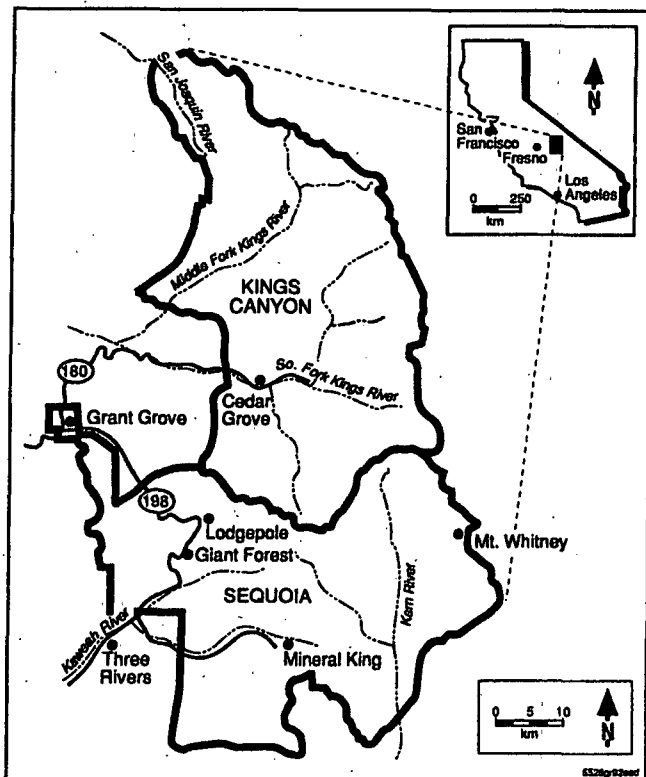 San Joaquin River
N
San
Francisco
Fresno
Los
Angeles
0 250
km
Middle Fork Kings River
KINGS
CANYON
180
So. Fork Kings River
Cedar
Grove
Grant Grove
198
Lodgepole
Giant Forest
Mt. Whitney
SEQUOIA
Kern River
Kaweah River
Three
Rivers
Mineral King
0 5 10
km
N